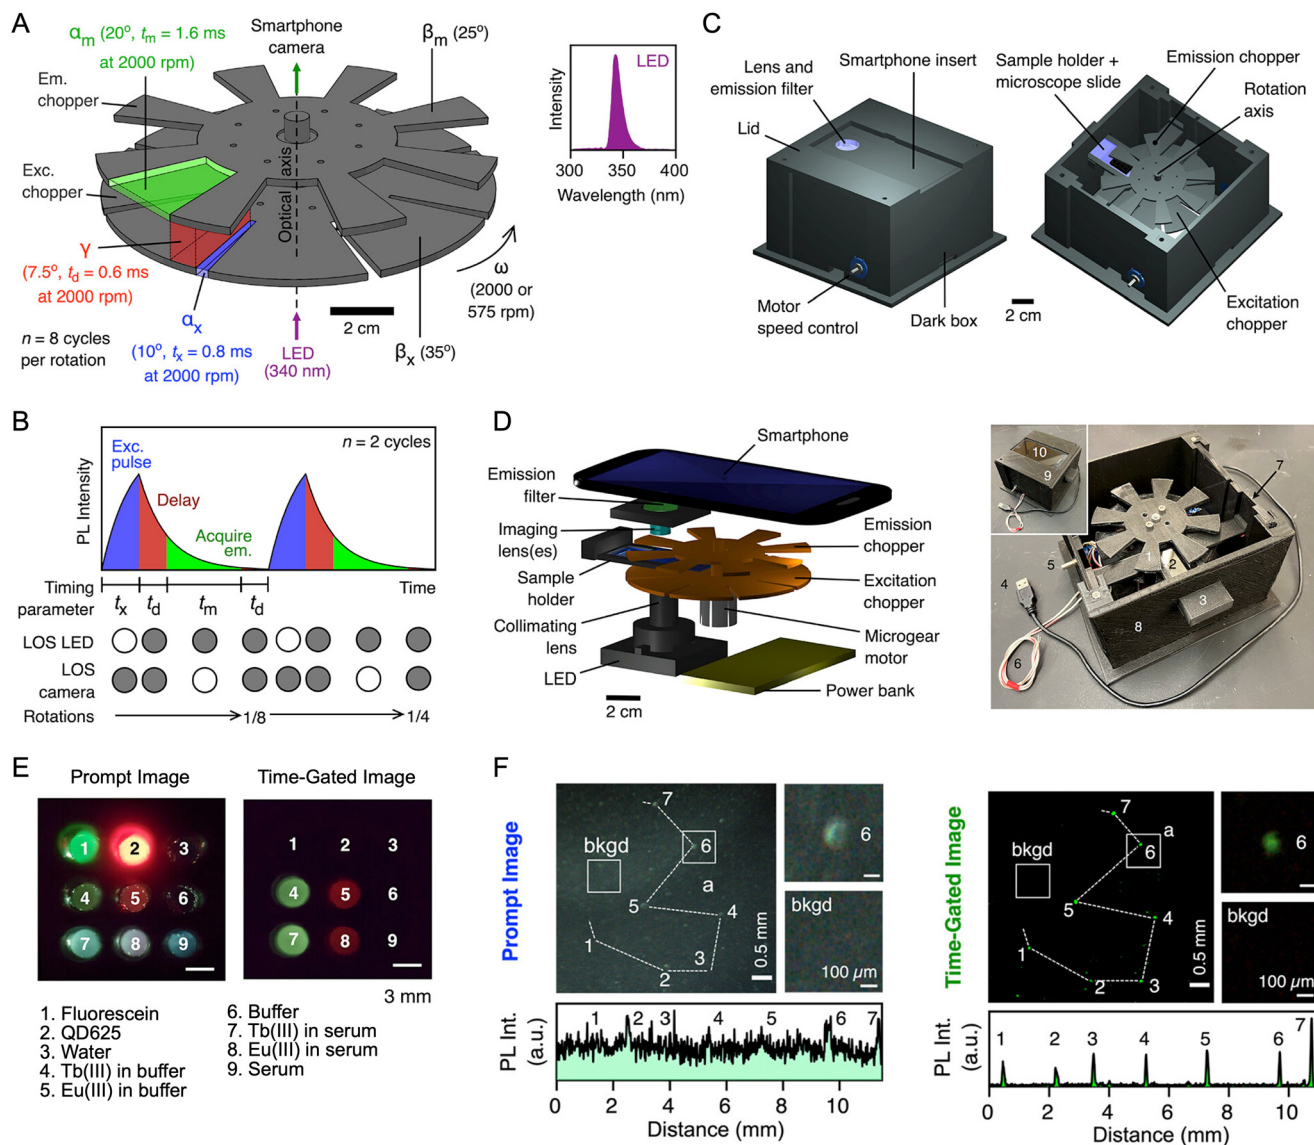 A
αm (20°, tm = 1.6 ms
at 2000 rpm)
Smartphone
camera
βm (25°)
Em.
chopper
Exc.
chopper
Optical axis
γ
(7.5°, td = 0.6 ms
at 2000 rpm)
αx
(10°, tx = 0.8 ms
at 2000 rpm)
n = 8 cycles
per rotation
LED
(340 nm)
2 cm
βx (35°)
ω
(2000 or
575 rpm)
LED
Intensity
300 350 400
Wavelength (nm)
C
Lens and
emission filter
Smartphone insert
Lid
Motor
speed control
Dark box
Sample holder +
microscope slide
Emission chopper
Rotation
axis
Excitation
chopper
2 cm
B
n = 2 cycles
Exc.
pulse
Delay
Acquire
em.
PL Intensity
Time
Timing
parameter
tx td tm td
LOS LED
LOS
camera
Rotations 1/8 1/4
D
Smartphone
Emission
filter
Imaging
lens(es)
Sample
holder
Collimating
lens
LED
Emission
chopper
Excitation
chopper
Microgear
motor
Power bank
2 cm
10
9
7
1
2
5
4
3
8
6
E
Prompt Image Time-Gated Image
1 2 3
4 5 6
7 8 9
1 2 3
4 5 6
7 8 9
3 mm
1. Fluorescein
2. QD625
3. Water
4. Tb(III) in buffer
5. Eu(III) in buffer
6. Buffer
7. Tb(III) in serum
8. Eu(III) in serum
9. Serum
F
Prompt Image
7
bkgd
6
a
5
4
1
3
2
0.5 mm
6
bkgd
100 µm
PL Int.
(a.u.)
1 2 3 4 5 6 7
0 2 4 6 8 10
Distance (mm)
Time-Gated Image
7
a
bkgd
6
5
4
1
2
3
0.5 mm
6
bkgd
100 µm
PL Int.
(a.u.)
1 2 3 4 5 6 7
0 2 4 6 8 10
Distance (mm)